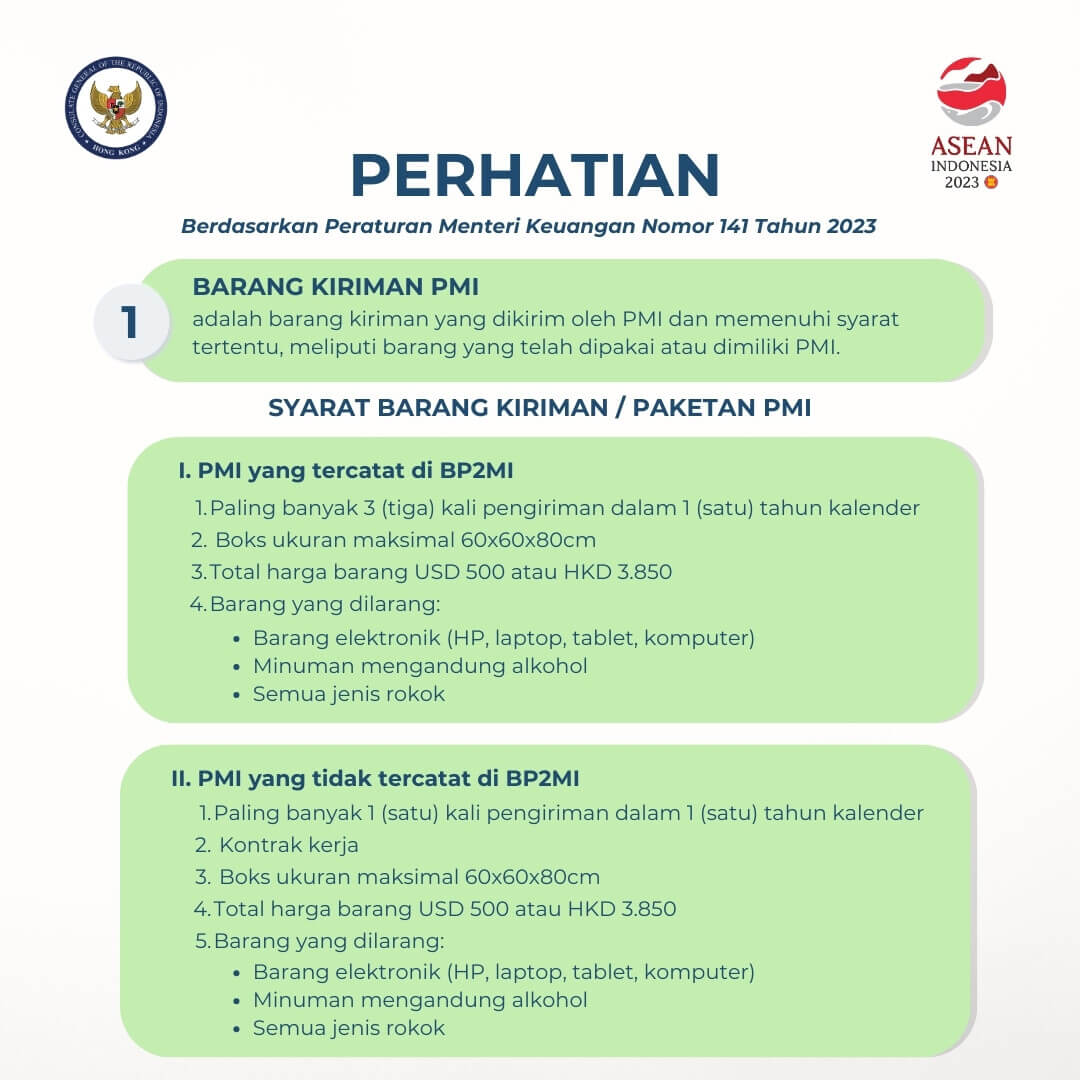 CONSULATE GENERAL OF THE REPUBLIC OF INDONESIA
• HONG KONG •
ASEAN
INDONESIA
2023
PERHATIAN
Berdasarkan Peraturan Menteri Keuangan Nomor 141 Tahun 2023
1
BARANG KIRIMAN PMI
adalah barang kiriman yang dikirim oleh PMI dan memenuhi syarat
tertentu, meliputi barang yang telah dipakai atau dimiliki PMI.
SYARAT BARANG KIRIMAN / PAKETAN PMI
I. PMI yang tercatat di BP2MI
1. Paling banyak 3 (tiga) kali pengiriman dalam 1 (satu) tahun kalender
2. Boks ukuran maksimal 60x60x80cm
3. Total harga barang USD 500 atau HKD 3.850
4. Barang yang dilarang:
• Barang elektronik (HP, laptop, tablet, komputer)
• Minuman mengandung alkohol
• Semua jenis rokok
II. PMI yang tidak tercatat di BP2MI
1. Paling banyak 1 (satu) kali pengiriman dalam 1 (satu) tahun kalender
2. Kontrak kerja
3. Boks ukuran maksimal 60x60x80cm
4. Total harga barang USD 500 atau HKD 3.850
5. Barang yang dilarang:
• Barang elektronik (HP, laptop, tablet, komputer)
• Minuman mengandung alkohol
• Semua jenis rokok